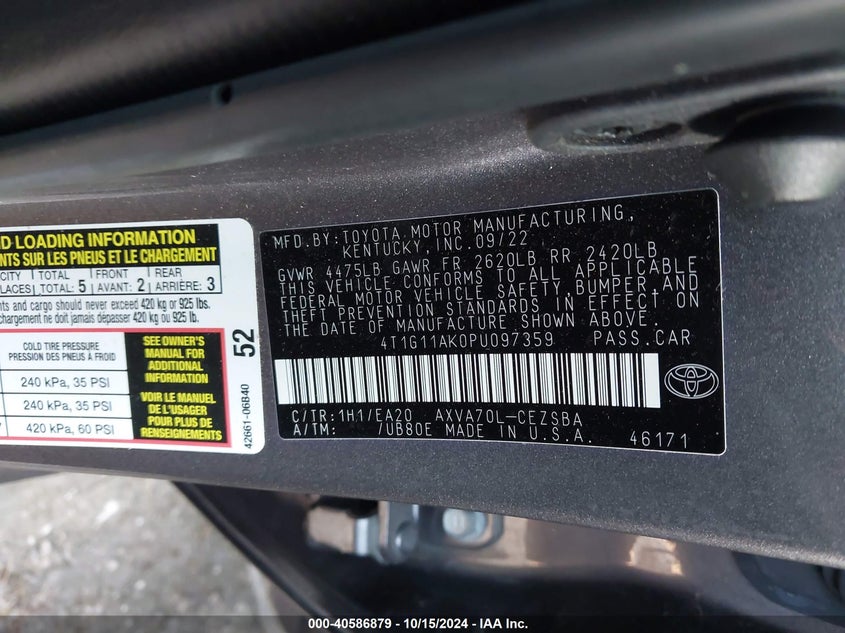 D LOADING INFORMATION
NTS SUR LES PNEUS ET LE CHARGEMENT
CITY TOTAL FRONT REAR
LACES TOTAL: 5 AVANT: 2 ARRIÈRE: 3
nts and cargo should never exceed 420 kg or 925 lbs.
chargement ne doit jamais dépasser 420 kg ou 925 lb.
COLD TIRE PRESSURE
PRESSION DES PNEUS À FROID
240 kPa, 35 PSI
240 kPa, 35 PSI
420 kPa, 60 PSI
SEE OWNER'S
MANUAL FOR
ADDITIONAL
INFORMATION
VOIR LE MANUEL
DE L'USAGER
POUR PLUS DE
RENSEIGNEMENTS
52
42661-06B40
MFD.BY:TOYOTA MOTOR MANUFACTURING,
KENTUCKY, INC.09/22
GVWR 4475LB GAWR FR 2620LB RR 2420LB
THIS VEHICLE CONFORMS TO ALL APPLICABLE
FEDERAL MOTOR VEHICLE SAFETY, BUMPER, AND
THEFT PREVENTION STANDARDS IN EFFECT ON
THE DATE OF MANUFACTURE SHOWN ABOVE.
4T1G11AK0PU097359 PASS.CAR
C/TR:1H1/EA20 AXVA70L-CEZSBA
A/TM: /UB80E MADE IN U.S.A. 46171
TOYOTA
000-40586879 - 10/15/2024 - IAA Inc.